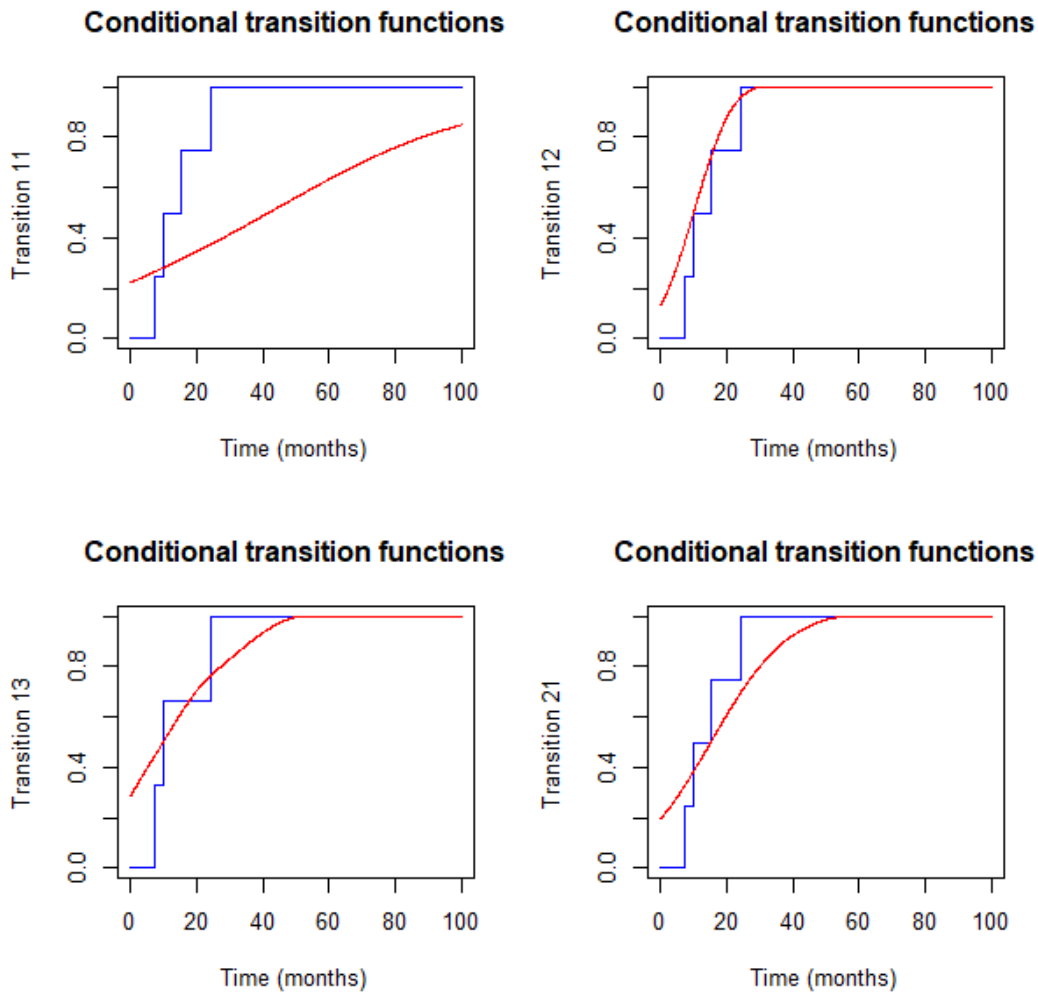 Conditional transition functions
Transition 11
0.0 0.4 0.8
0 20 40 60 80 100
Time (months)
Conditional transition functions
Transition 12
0.0 0.4 0.8
0 20 40 60 80 100
Time (months)
Conditional transition functions
Transition 13
0.0 0.4 0.8
0 20 40 60 80 100
Time (months)
Conditional transition functions
Transition 21
0.0 0.4 0.8
0 20 40 60 80 100
Time (months)